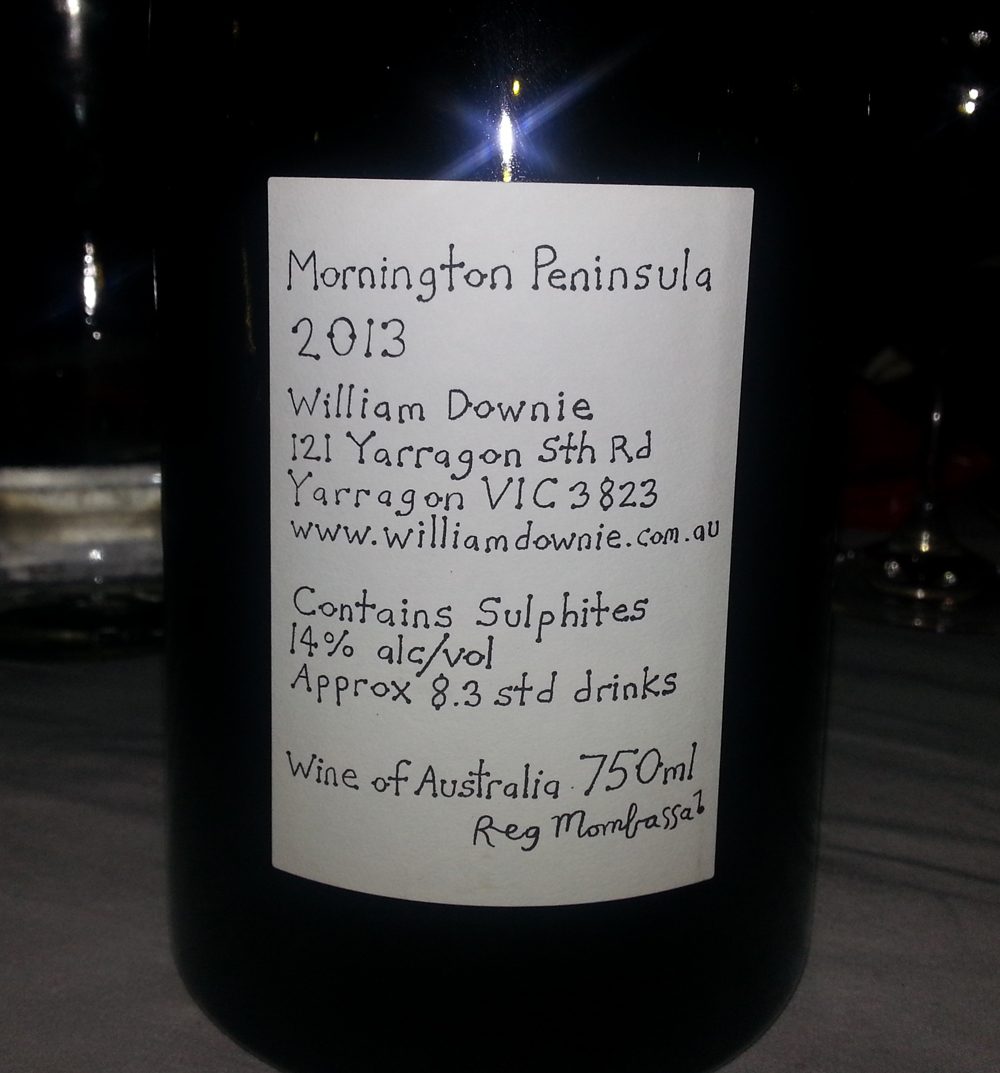 Mornington Peninsula
2013
William Downie
121 Yarragon Sth Rd
Yarragon VIC 3823
www.williamdownie.com.au
Contains Sulphites
14% alc/vol
Approx 8.3 std drinks
Wine of Australia 750ml
Reg Mombassa